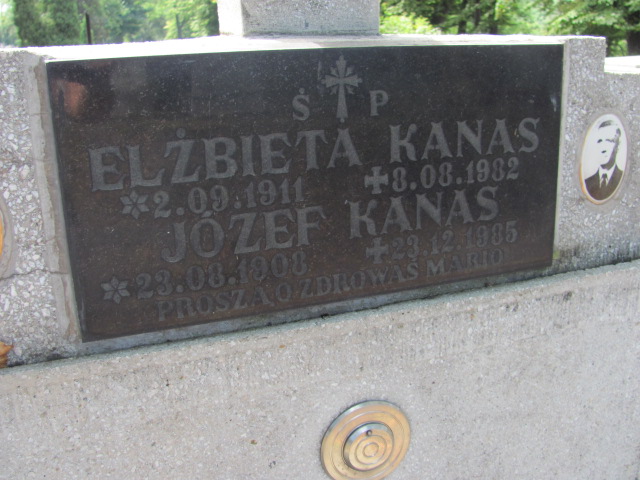 Ś P
ELŻBIETA KANAS
2.09.1911 8.08.1982
JÓZEF KANAS
23.08.1908 23.12.1985
PROSZĄ O ZDROWAŚ MARIO